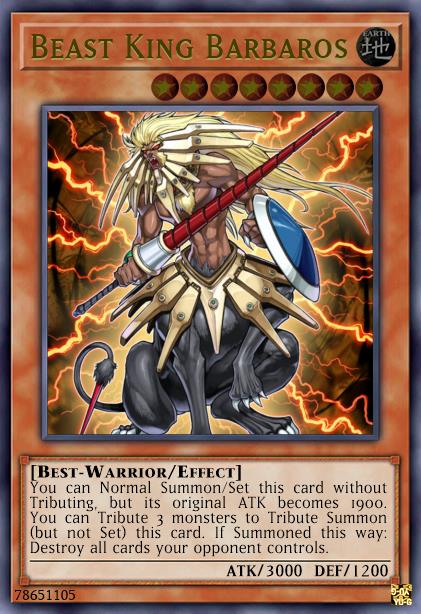 BEAST KING BARBAROS
EARTH
地
[BEST-WARRIOR/EFFECT]
You can Normal Summon/Set this card without
Tributing, but its original ATK becomes 1900.
You can Tribute 3 monsters to Tribute Summon
(but not Set) this card. If Summoned this way:
Destroy all cards your opponent controls.
ATK/3000 DEF/1200
78651105